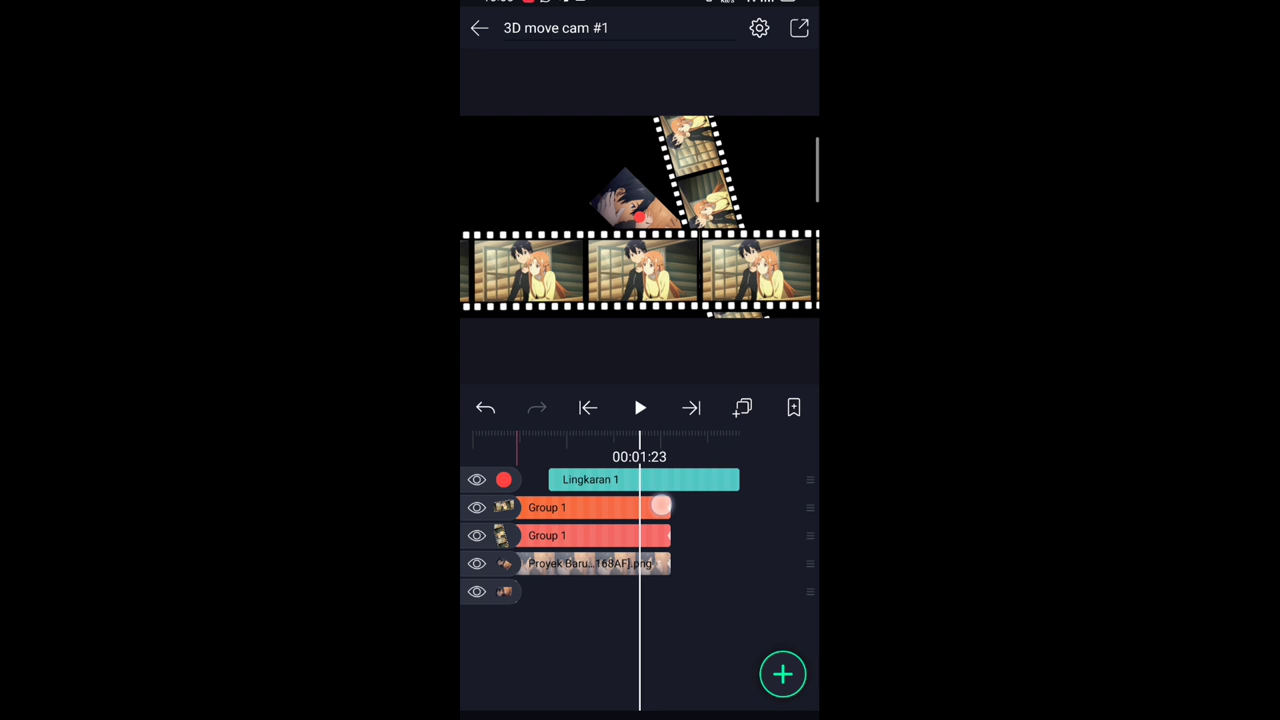 3D move cam #1
00:01:23
Lingkaran 1
Group 1
Group 1
Proyek Baru...168AF].png